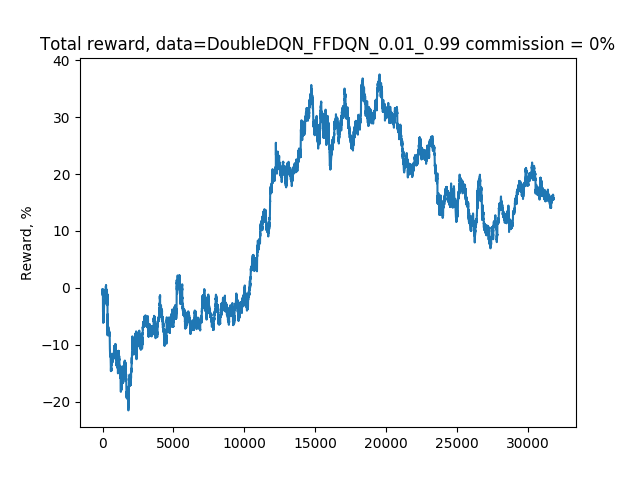 Total reward, data=DoubleDQN_FFDQN_0.01_0.99 commission = 0%
40
30
20
10
0
−10
−20
Reward, %
0 5000 10000 15000 20000 25000 30000